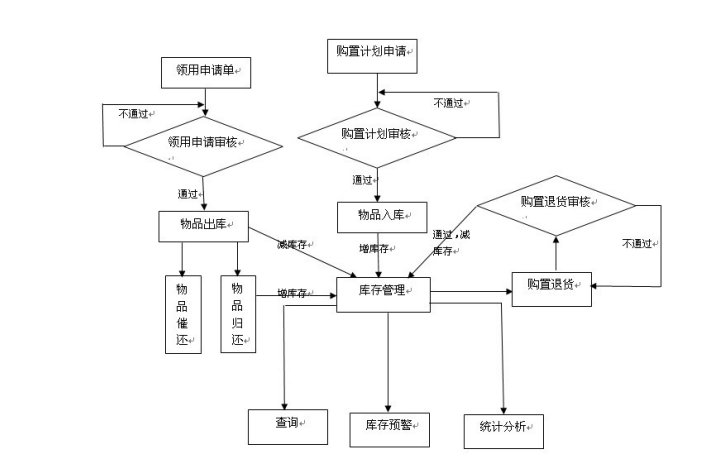 购置计划申请
领用申请单
不通过
不通过
领用申请审核
购置计划审核
通过
通过
购置退货审核
物品出库
物品入库
减库存
增库存
通过,减
库存
不通过
物品催还
物品归还
增库存
库存管理
购置退货
查询
库存预警
统计分析